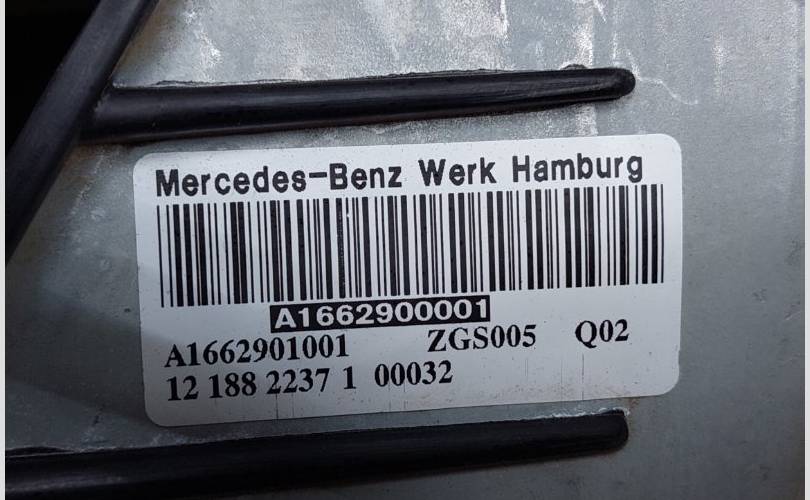 Mercedes-Benz Werk Hamburg
A1662900001
A1662901001 ZGS005 Q02
12 188 2237 1 00032